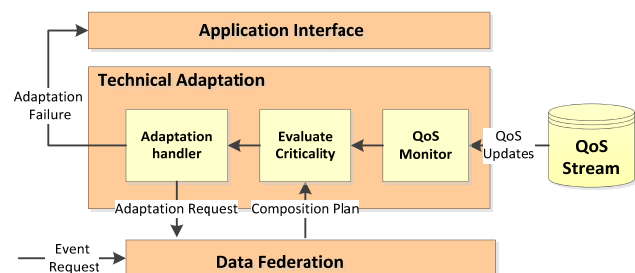 Application Interface
Technical Adaptation
Adaptation
Failure
Adaptation
handler
Evaluate
Criticality
QoS
Monitor
QoS
Updates
QoS
Stream
Adaptation Request
Composition Plan
Event
Request
Data Federation